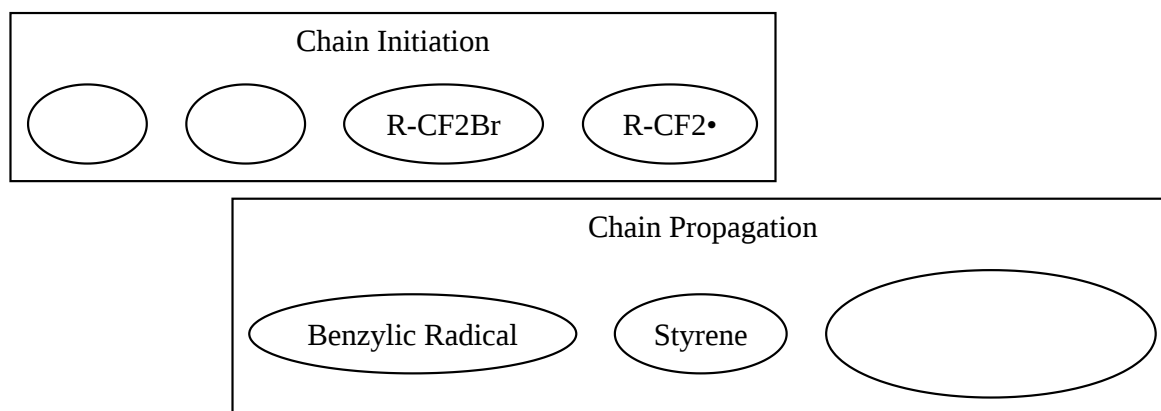 Chain Initiation
R-CF2Br
R-CF2•
Chain Propagation
Benzylic Radical
Styrene